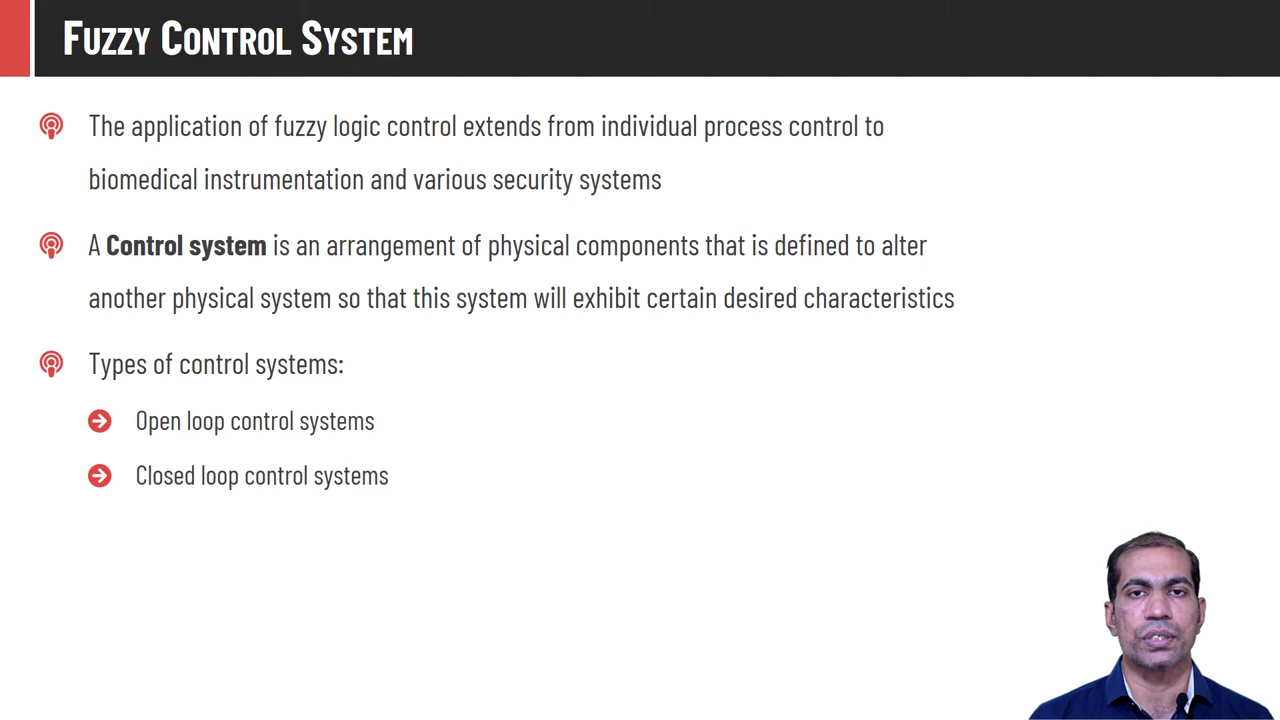 FUZZY CONTROL SYSTEM
The application of fuzzy logic control extends from individual process control to
biomedical instrumentation and various security systems
A Control system is an arrangement of physical components that is defined to alter
another physical system so that this system will exhibit certain desired characteristics
Types of control systems:
Open loop control systems
Closed loop control systems